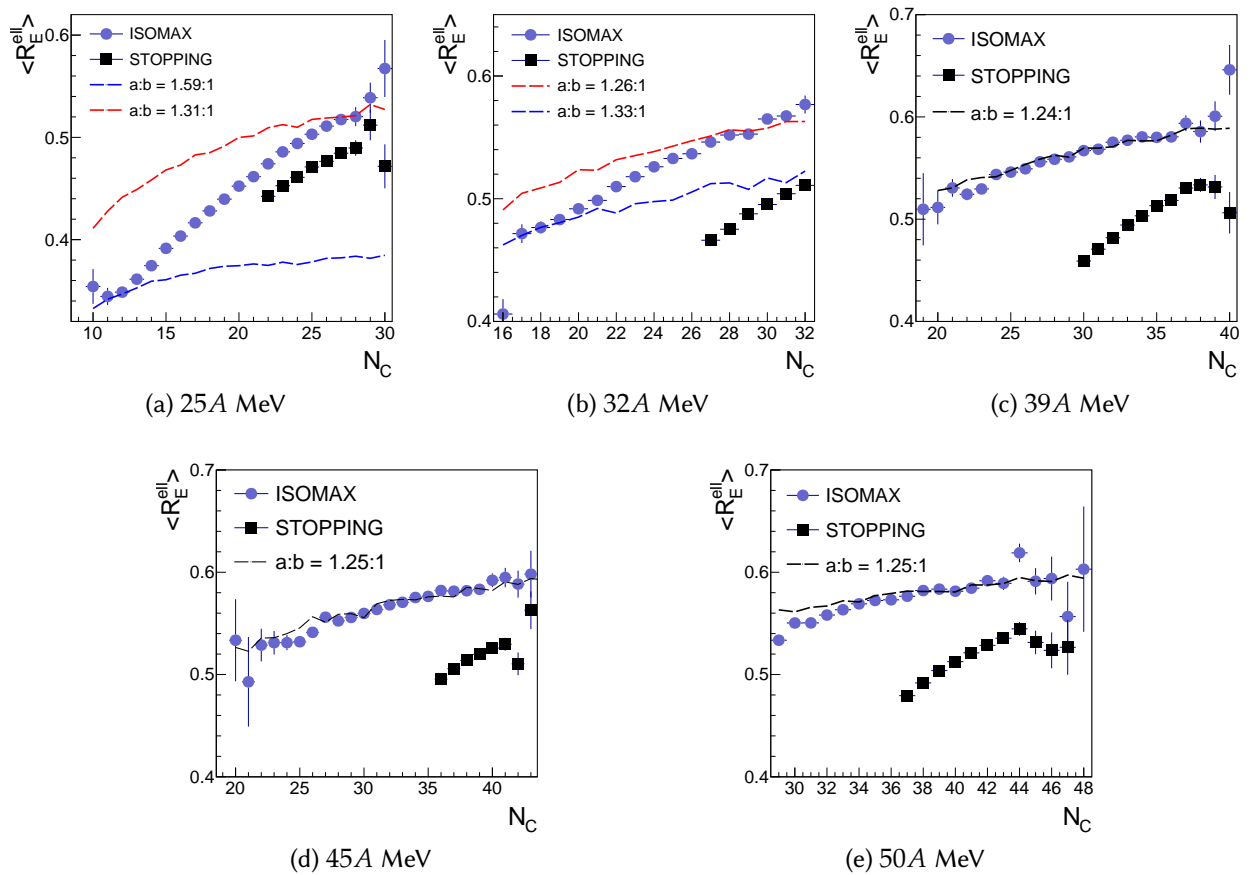 <R_E^ell>
0.6
0.5
0.4
ISOMAX
STOPPING
a:b = 1.59:1
a:b = 1.31:1
10 15 20 25 30
N_C
(a) 25A MeV
<R_E^ell>
0.6
0.5
0.4
ISOMAX
STOPPING
a:b = 1.26:1
a:b = 1.33:1
16 18 20 22 24 26 28 30 32
N_C
(b) 32A MeV
<R_E^ell>
0.7
0.6
0.5
0.4
ISOMAX
STOPPING
a:b = 1.24:1
20 25 30 35 40
N_C
(c) 39A MeV
<R_E^ell>
0.7
0.6
0.5
0.4
ISOMAX
STOPPING
a:b = 1.25:1
20 25 30 35 40
N_C
(d) 45A MeV
<R_E^ell>
0.7
0.6
0.5
0.4
ISOMAX
STOPPING
a:b = 1.25:1
30 32 34 36 38 40 42 44 46 48
N_C
(e) 50A MeV